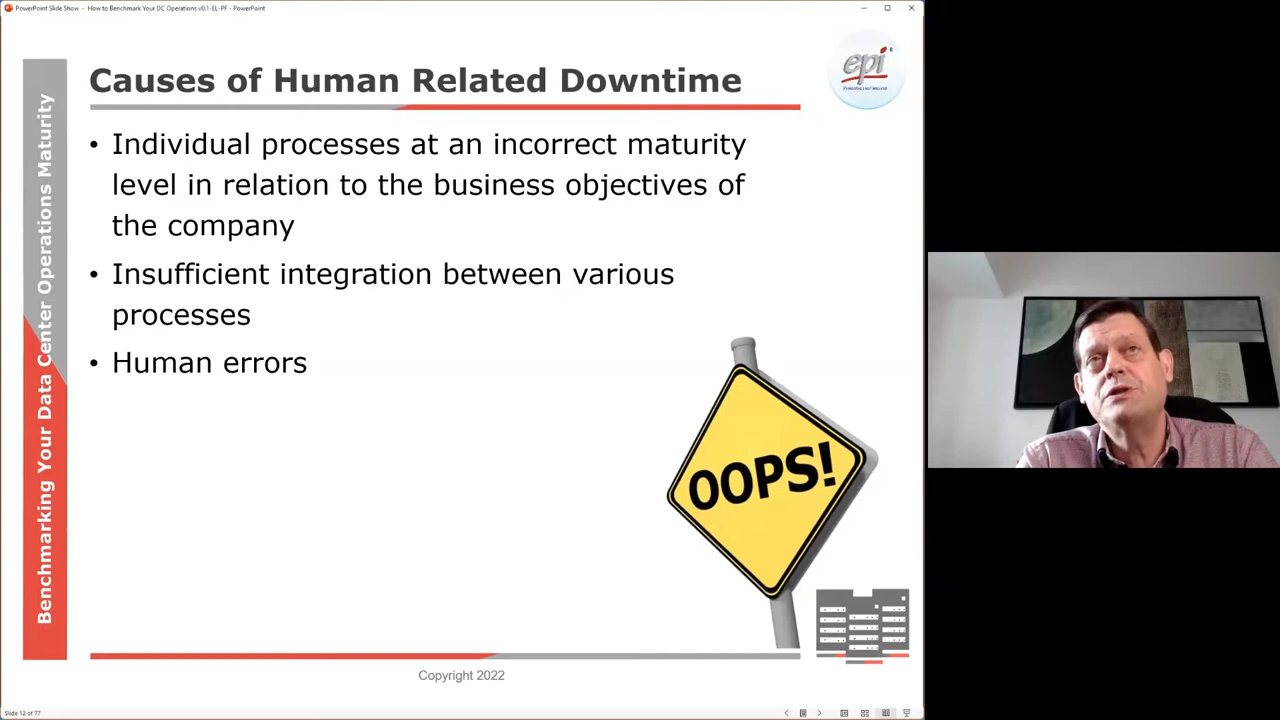 PowerPoint Slide Show - How to Benchmark Your DC Operations v0.1-EL-PF - PowerPoint
Causes of Human Related Downtime
epi
Benchmarking Your Data Center Operations Maturity
• Individual processes at an incorrect maturity
level in relation to the business objectives of
the company
• Insufficient integration between various
processes
• Human errors
OOPS!
Copyright 2022
Slide 12 of 77